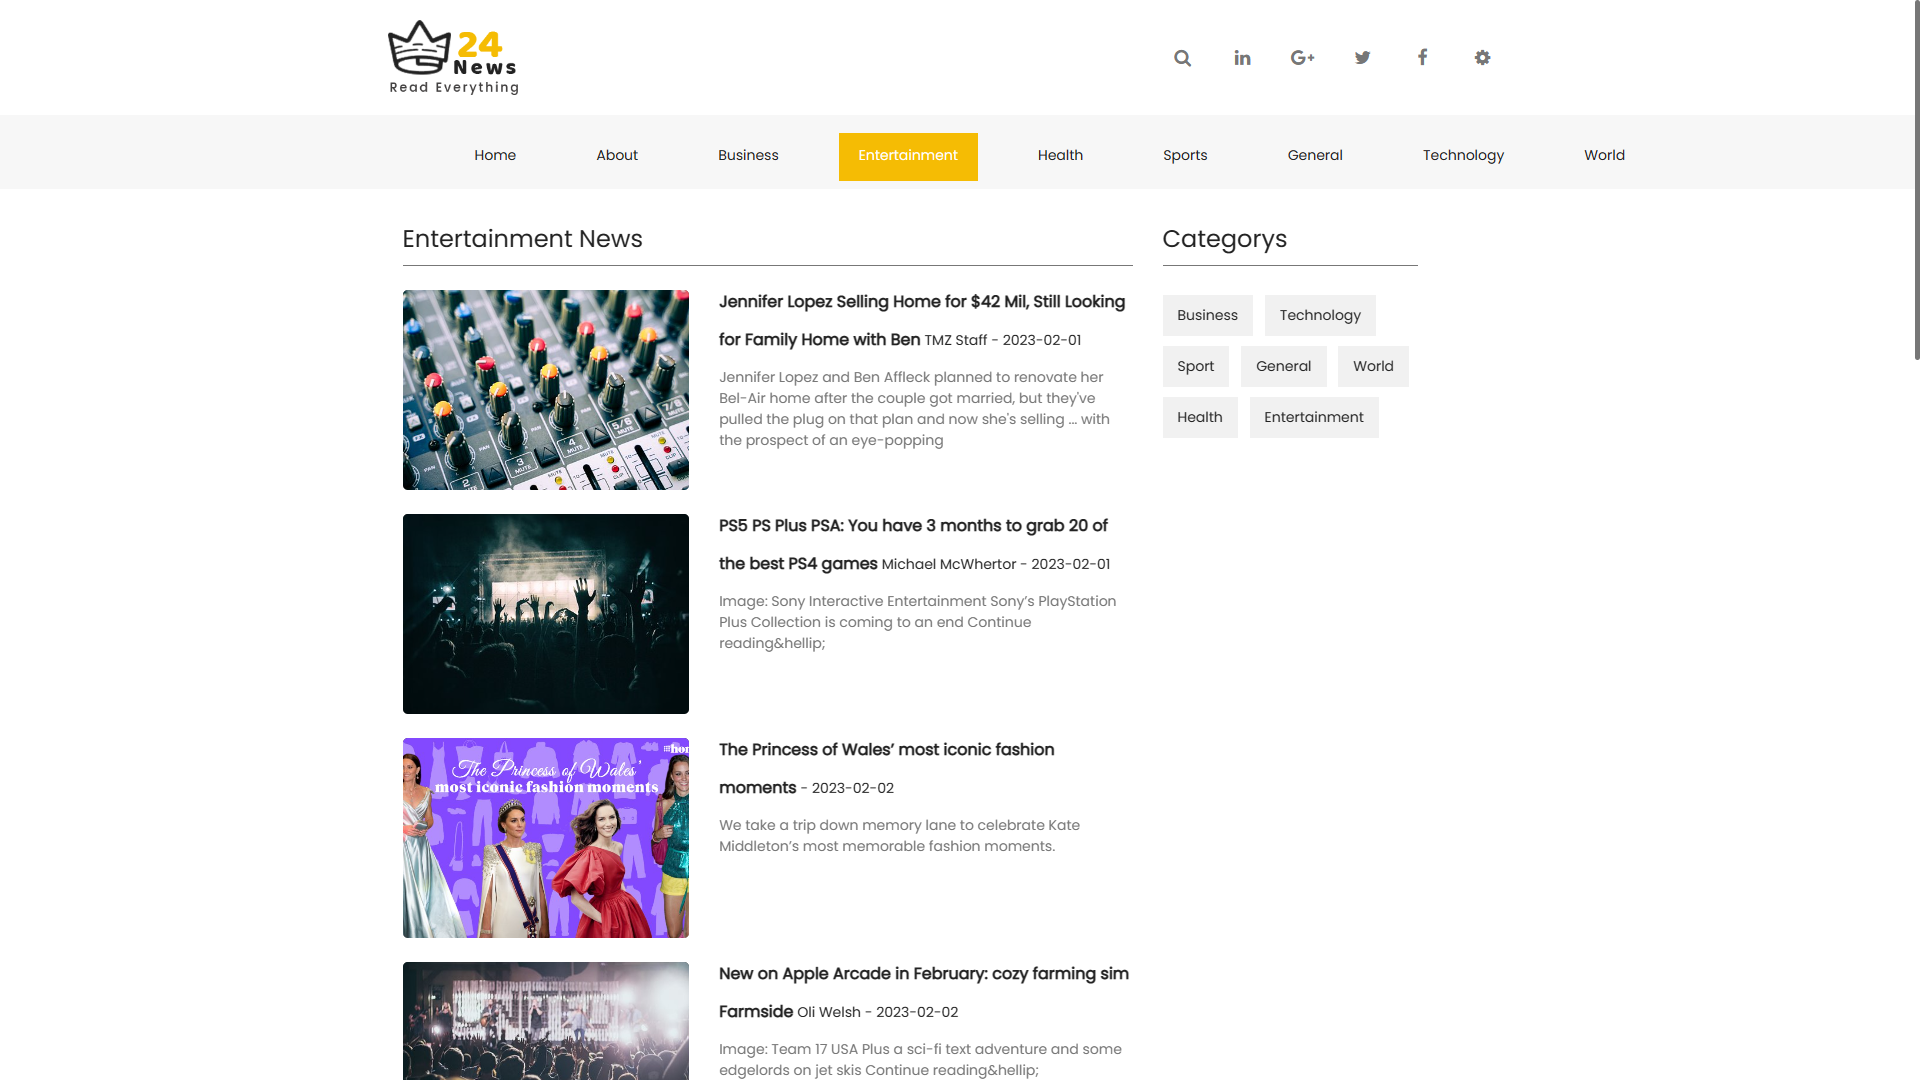 24
News
Read Everything
Home
About
Business
Entertainment
Health
Sports
General
Technology
World
Entertainment News
Jennifer Lopez Selling Home for $42 Mil, Still Looking
for Family Home with Ben TMZ Staff - 2023-02-01
Jennifer Lopez and Ben Affleck planned to renovate her
Bel-Air home after the couple got married, but they've
pulled the plug on that plan and now she's selling ... with
the prospect of an eye-popping
PS5 PS Plus PSA: You have 3 months to grab 20 of
the best PS4 games Michael McWhertor - 2023-02-01
Image: Sony Interactive Entertainment Sony’s PlayStation
Plus Collection is coming to an end Continue
reading&hellip;
The Princess of Wales’
most iconic fashion moments
The Princess of Wales’ most iconic fashion
moments - 2023-02-02
We take a trip down memory lane to celebrate Kate
Middleton’s most memorable fashion moments.
New on Apple Arcade in February: cozy farming sim
Farmside Oli Welsh - 2023-02-02
Image: Team 17 USA Plus a sci-fi text adventure and some
edgelords on jet skis Continue reading&hellip;
Categorys
Business
Technology
Sport
General
World
Health
Entertainment